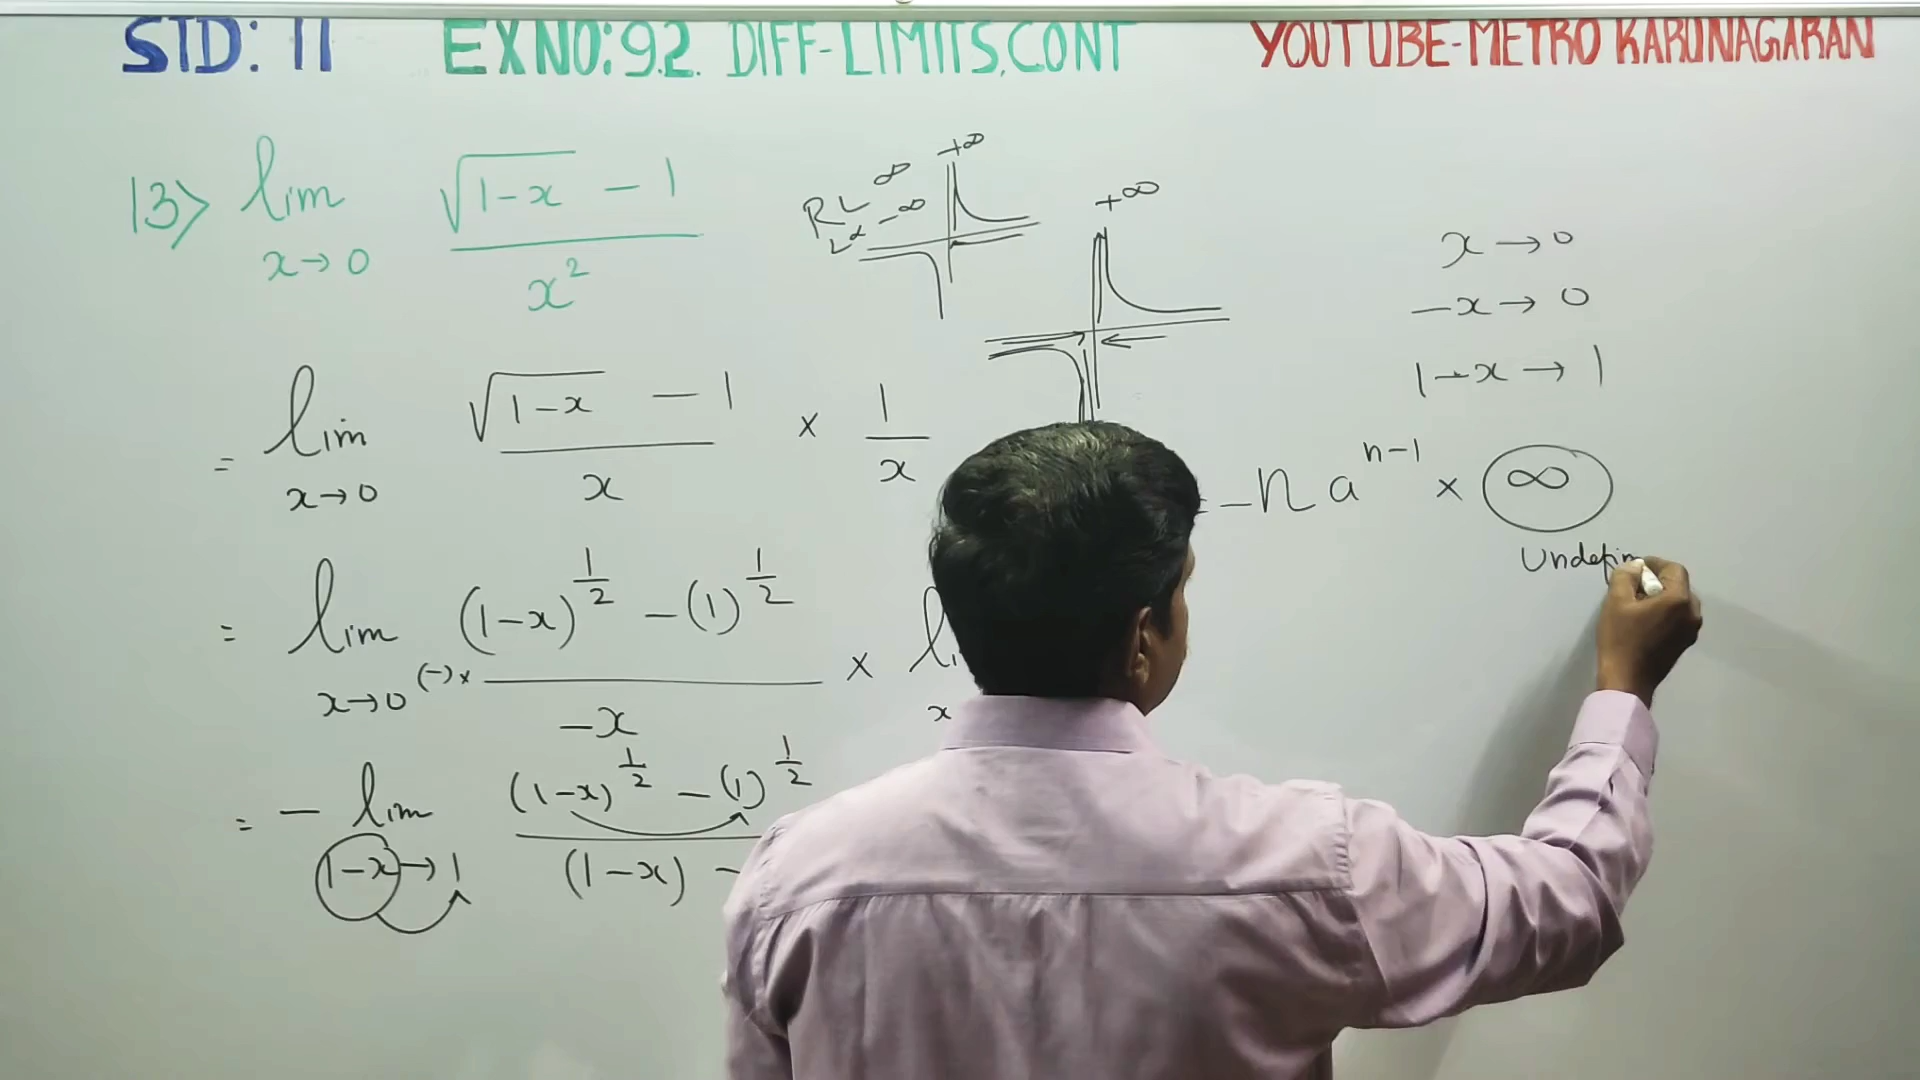 STD: 11 EXNO: 9.2. DIFF-LIMITS, CONT YOUTUBE-METRO KARUNAGARAN
13> lim x→0 (√(1-x) - 1) / x²
+∞
RL ∞
L -∞
+∞
x → 0
-x → 0
1-x → 1
= lim x→0 (√(1-x) - 1) / x × 1/x
= -n a^(n-1) × ∞
Undefin
= lim x→0 (-)× ((1-x)^(1/2) - (1)^(1/2)) / -x × li x
= - lim 1-x→1 ((1-x)^(1/2) - (1)^(1/2)) / (1-x) -